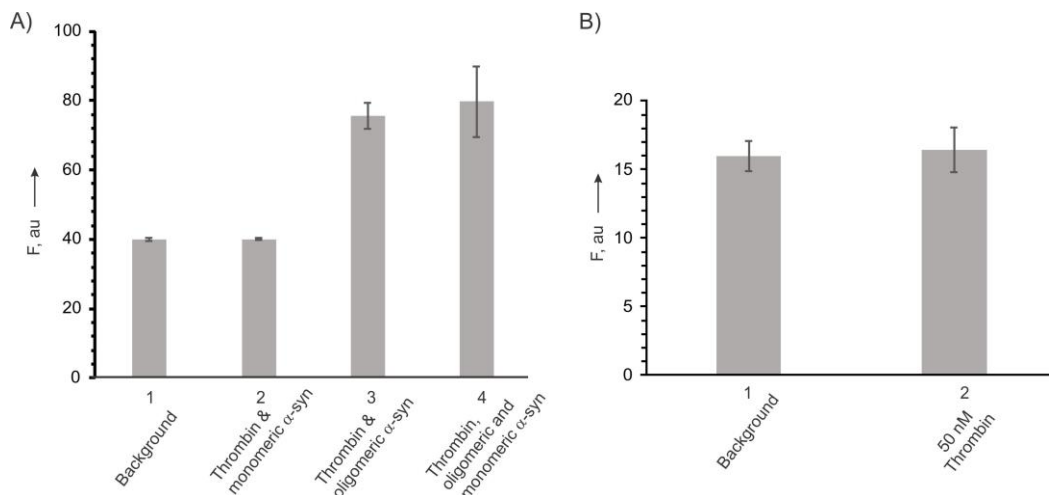 A)
100
80
60
40
20
0
F, au
1
2
3
4
Background
Thrombin &
monomeric α-syn
Thrombin &
oligomeric α-syn
Thrombin,
oligomeric and
monomeric α-syn
B)
20
15
10
5
0
F, au
1
2
Background
50 nM
Thrombin